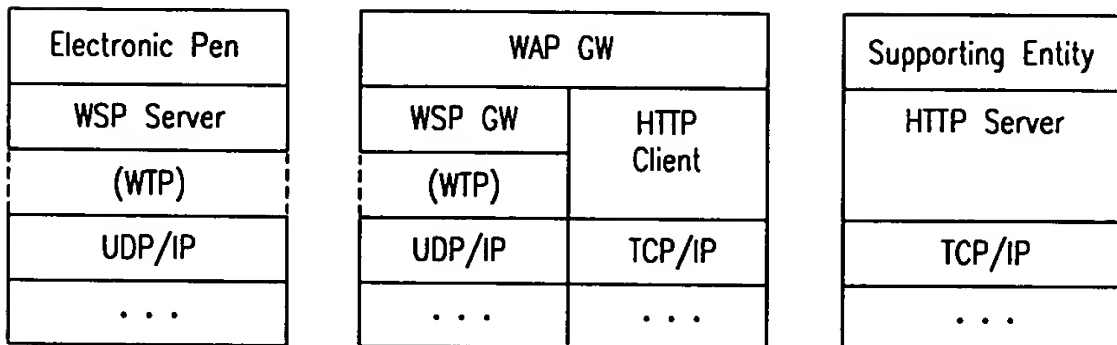 Electronic Pen
WSP Server
(WTP)
UDP/IP
. . .
WAP GW
WSP GW
(WTP)
UDP/IP
. . .
HTTP
Client
TCP/IP
. . .
Supporting Entity
HTTP Server
TCP/IP
. . .